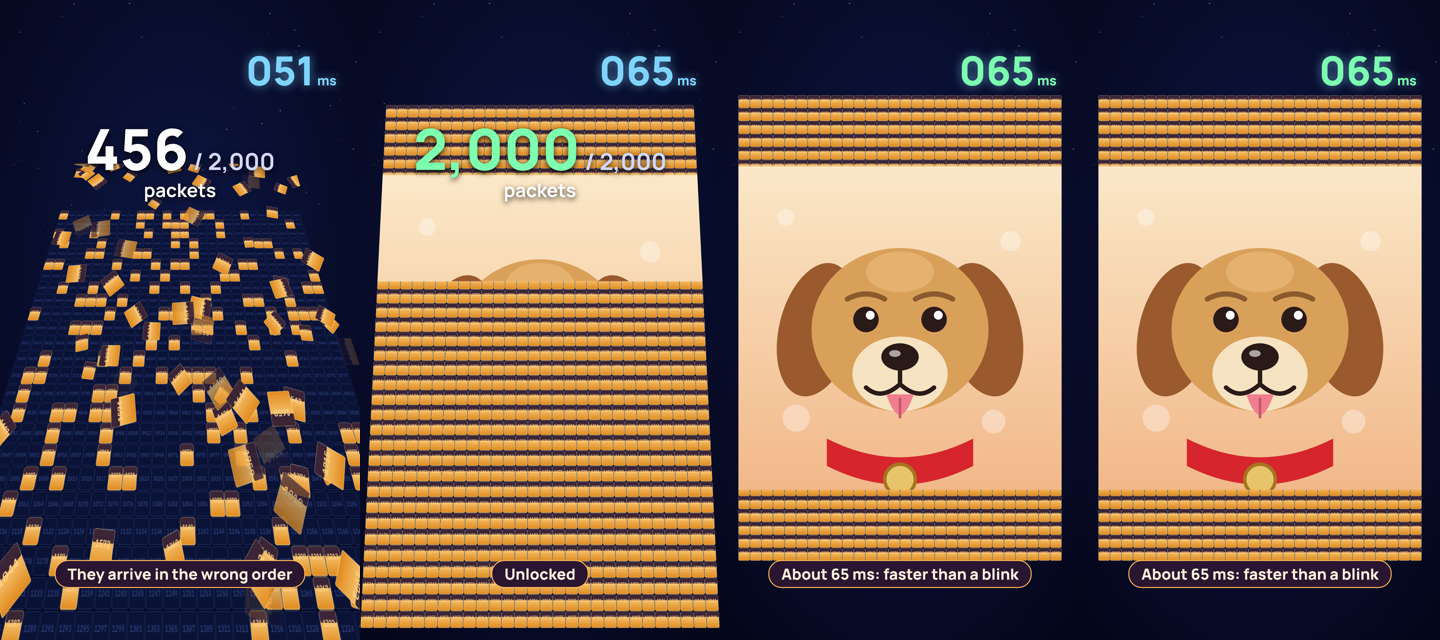 051 ms
456 / 2,000
packets
They arrive in the wrong order
065 ms
2,000 / 2,000
packets
Unlocked
065 ms
About 65 ms: faster than a blink
065 ms
About 65 ms: faster than a blink